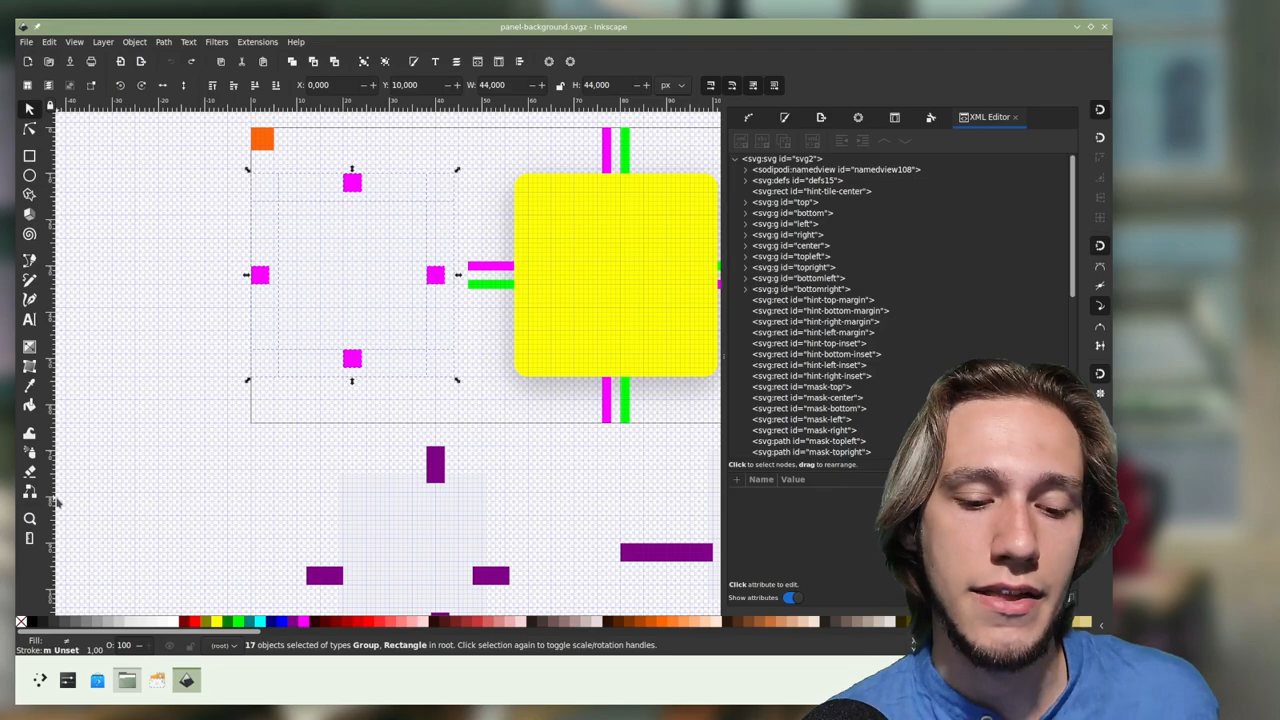 panel-background.svgz - Inkscape
File Edit View Layer Object Path Text Filters Extensions Help
X: 0,000 Y: 10,000 W: 44,000 H: 44,000 px
XML Editor
<svg:svg id="svg2">
<sodipodi:namedview id="namedview108">
<svg:defs id="defs15">
<svg:rect id="hint-tile-center">
<svg:g id="top">
<svg:g id="bottom">
<svg:g id="left">
<svg:g id="right">
<svg:g id="center">
<svg:g id="topleft">
<svg:g id="topright">
<svg:g id="bottomleft">
<svg:g id="bottomright">
<svg:rect id="hint-top-margin">
<svg:rect id="hint-bottom-margin">
<svg:rect id="hint-right-margin">
<svg:rect id="hint-left-margin">
<svg:rect id="hint-top-inset">
<svg:rect id="hint-bottom-inset">
<svg:rect id="hint-left-inset">
<svg:rect id="hint-right-inset">
<svg:rect id="mask-top">
<svg:rect id="mask-center">
<svg:rect id="mask-bottom">
<svg:rect id="mask-left">
<svg:rect id="mask-right">
<svg:path id="mask-topleft">
<svg:path id="mask-topright">
Click to select nodes, drag to rearrange.
Name Value
Click attribute to edit.
Show attributes
Fill:
Stroke: m Unset 1,00 O: 100 (root) 17 objects selected of types Group, Rectangle in root. Click selection again to toggle scale/rotation handles.